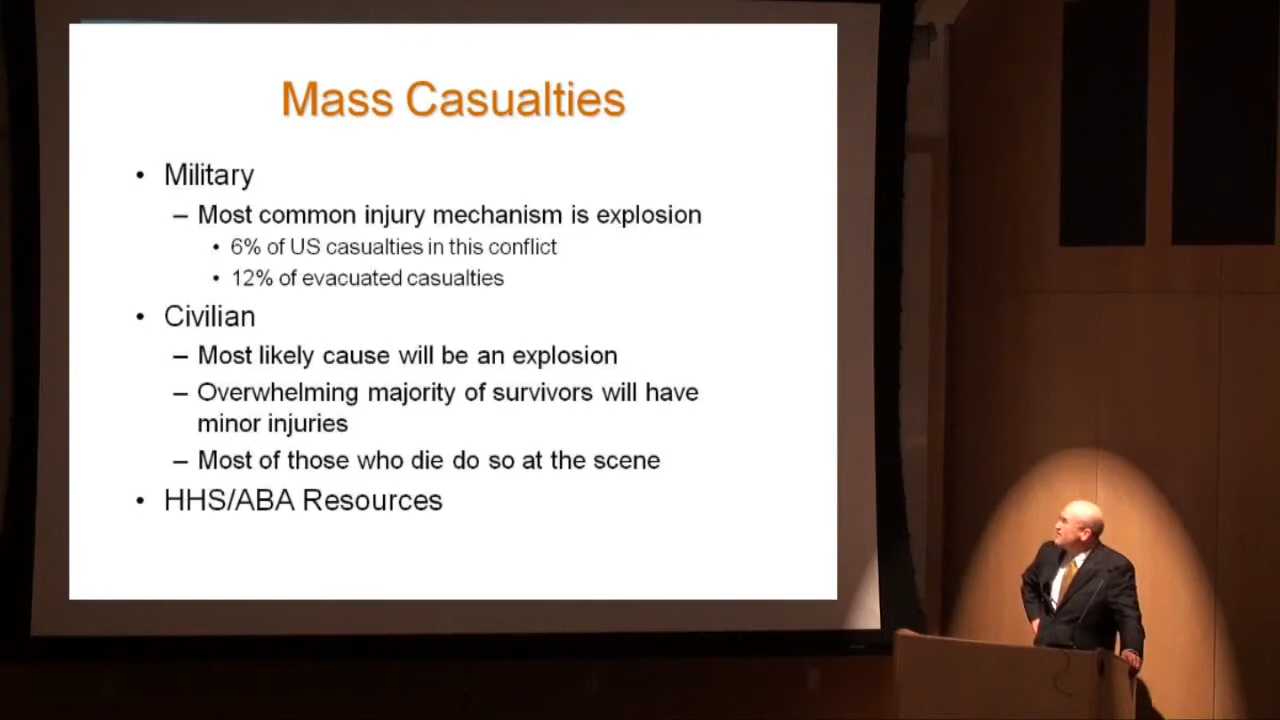 Mass Casualties
• Military
– Most common injury mechanism is explosion
• 6% of US casualties in this conflict
• 12% of evacuated casualties
• Civilian
– Most likely cause will be an explosion
– Overwhelming majority of survivors will have
minor injuries
– Most of those who die do so at the scene
• HHS/ABA Resources